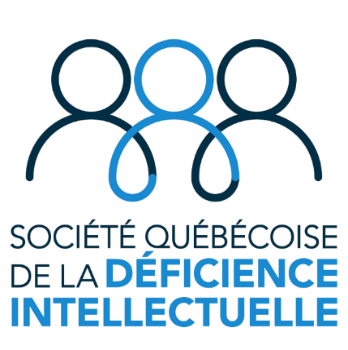 SOCIÉTÉ QUÉBÉCOISE
DE LA DÉFICIENCE
INTELLECTUELLE